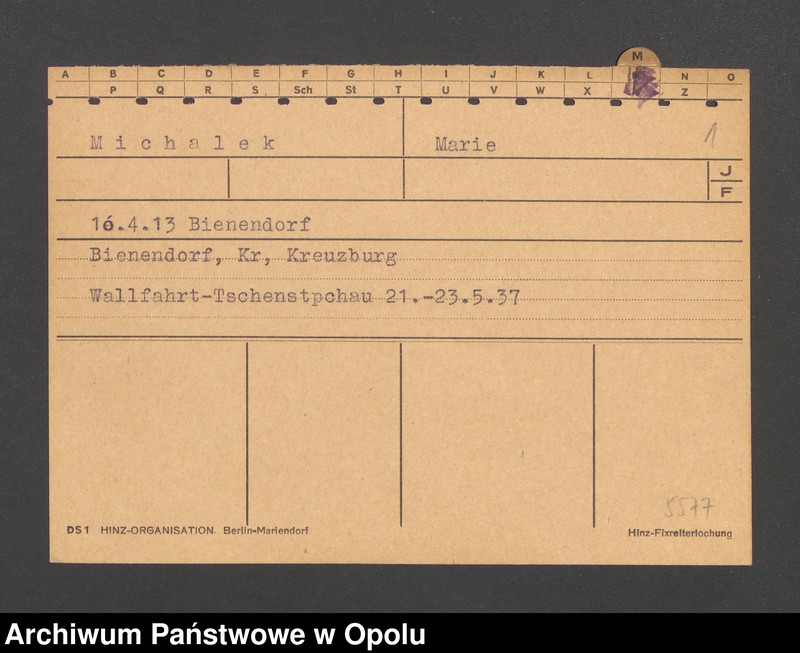 M
A B C D E F G H I J K L N O
P Q R S Sch St T U V W X Z
Michalek Marie 1
J
F
16.4.13 Bienendorf
Bienendorf, Kr, Kreuzburg
Wallfahrt-Tschenstpchau 21.-23.5.37
5577
DS1 HINZ-ORGANISATION. Berlin-Mariendorf Hinz-Fixreiterlochung
Archiwum Państwowe w Opolu